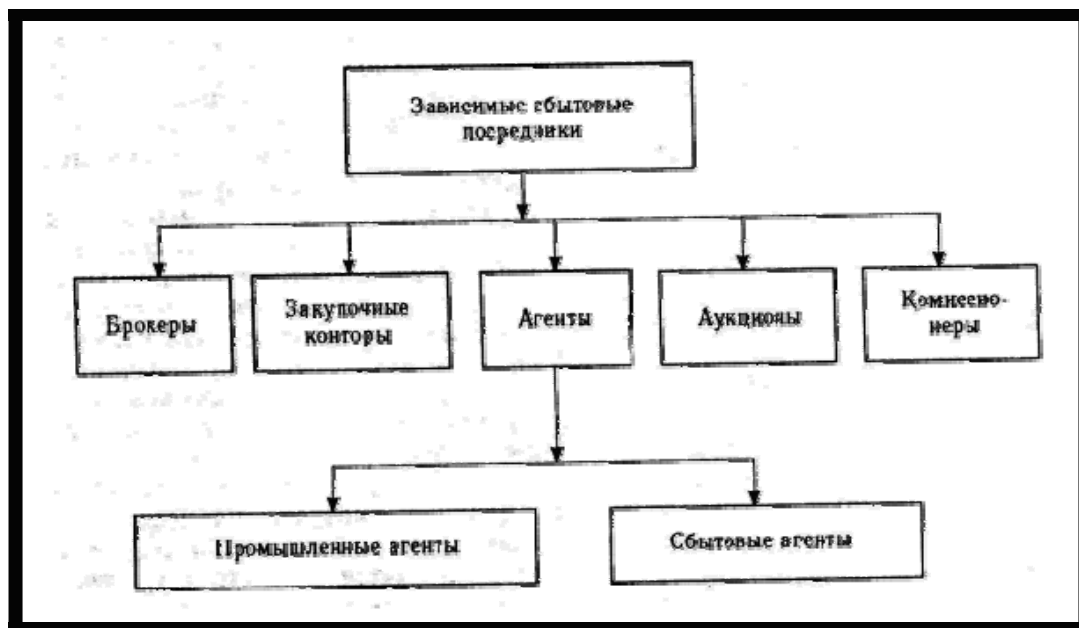 Зависимые сбытовые
посредники
Брокеры
Закупочные
конторы
Агенты
Аукционы
Комиссио-
неры
Промышленные агенты
Сбытовые агенты